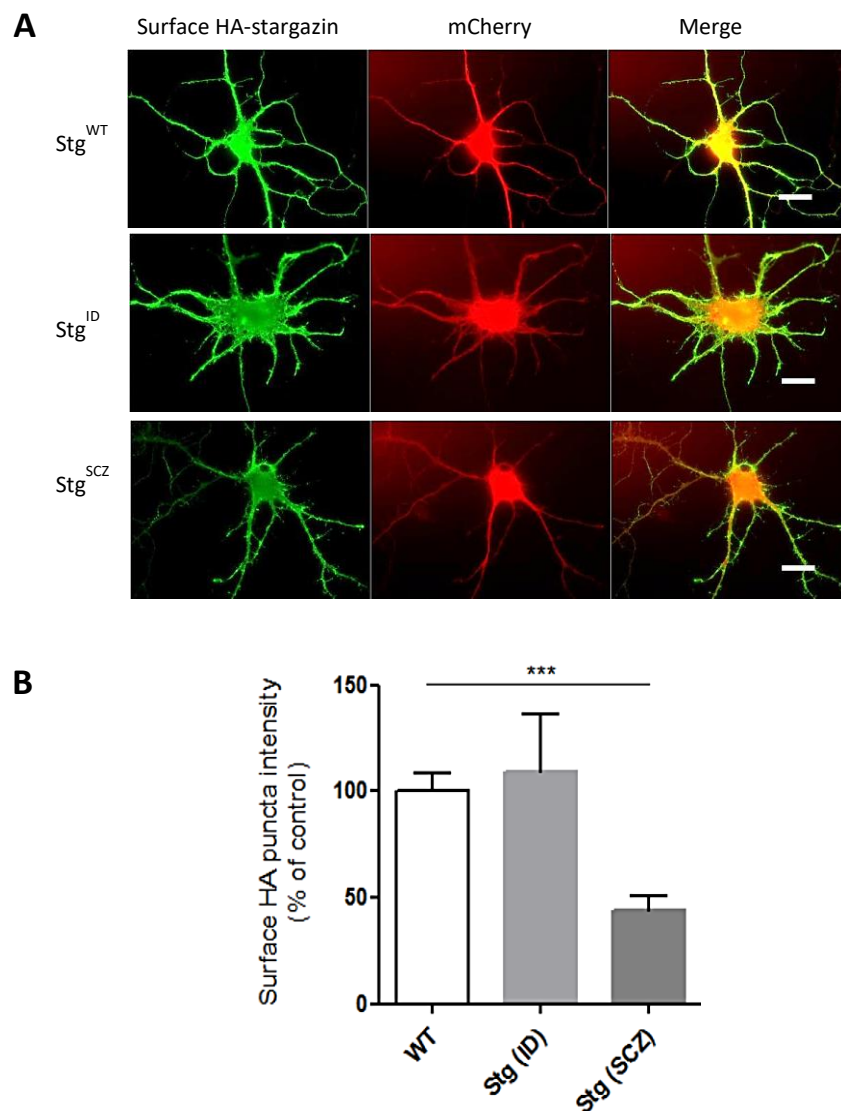 A
Surface HA-stargazin mCherry Merge
Stg^WT
Stg^ID
Stg^SCZ
B
***
Surface HA puncta intensity
(% of control)
150
100
50
0
WT
Stg (ID)
Stg (SCZ)